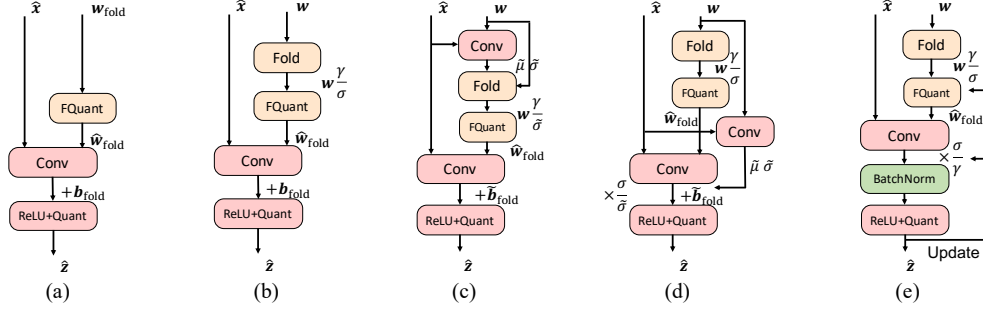 x̂
w_fold
FQuant
ŵ_fold
Conv
+b_fold
ReLU+Quant
ẑ
(a)
x̂
w
Fold
w γ/σ
FQuant
ŵ_fold
Conv
+b_fold
ReLU+Quant
ẑ
(b)
x̂
w
Conv
μ̃ σ̃
Fold
w γ/σ̃
FQuant
ŵ_fold
Conv
+b̃_fold
ReLU+Quant
ẑ
(c)
x̂
w
Fold
w γ/σ
FQuant
ŵ_fold
Conv
μ̃ σ̃
Conv
× σ/σ̃
+b̃_fold
ReLU+Quant
ẑ
(d)
x̂
w
Fold
w γ/σ
FQuant
ŵ_fold
Conv
× σ/γ
BatchNorm
ReLU+Quant
Update
ẑ
(e)